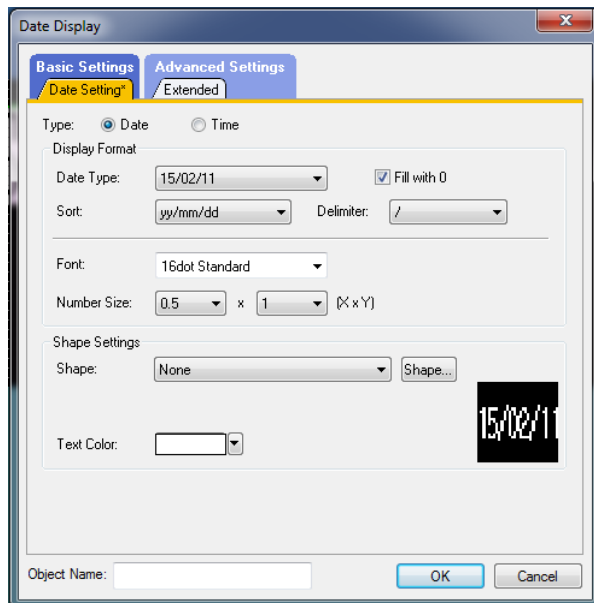 Date Display
Basic Settings Advanced Settings
Date Setting* Extended
Type: Date Time
Display Format
Date Type: 15/02/11 Fill with 0
Sort: yy/mm/dd Delimiter: /
Font: 16dot Standard
Number Size: 0.5 x 1 (X x Y)
Shape Settings
Shape: None Shape...
15/02/11
Text Color:
Object Name: OK Cancel